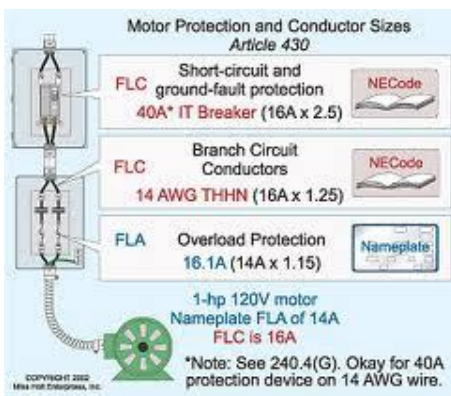 Motor Protection and Conductor Sizes
Article 430
Short-circuit and
FLC ground-fault protection
NECode
40A* IT Breaker (16A x 2.5)
Branch Circuit
FLC Conductors
NECode
14 AWG THHN (16A x 1.25)
FLA Overload Protection
Nameplate
16.1A (14A x 1.15)
1-hp 120V motor
Nameplate FLA of 14A
FLC is 16A
*Note: See 240.4(G). Okay for 40A
protection device on 14 AWG wire.
COPYRIGHT 2002
Mike Holt Enterprises, Inc.